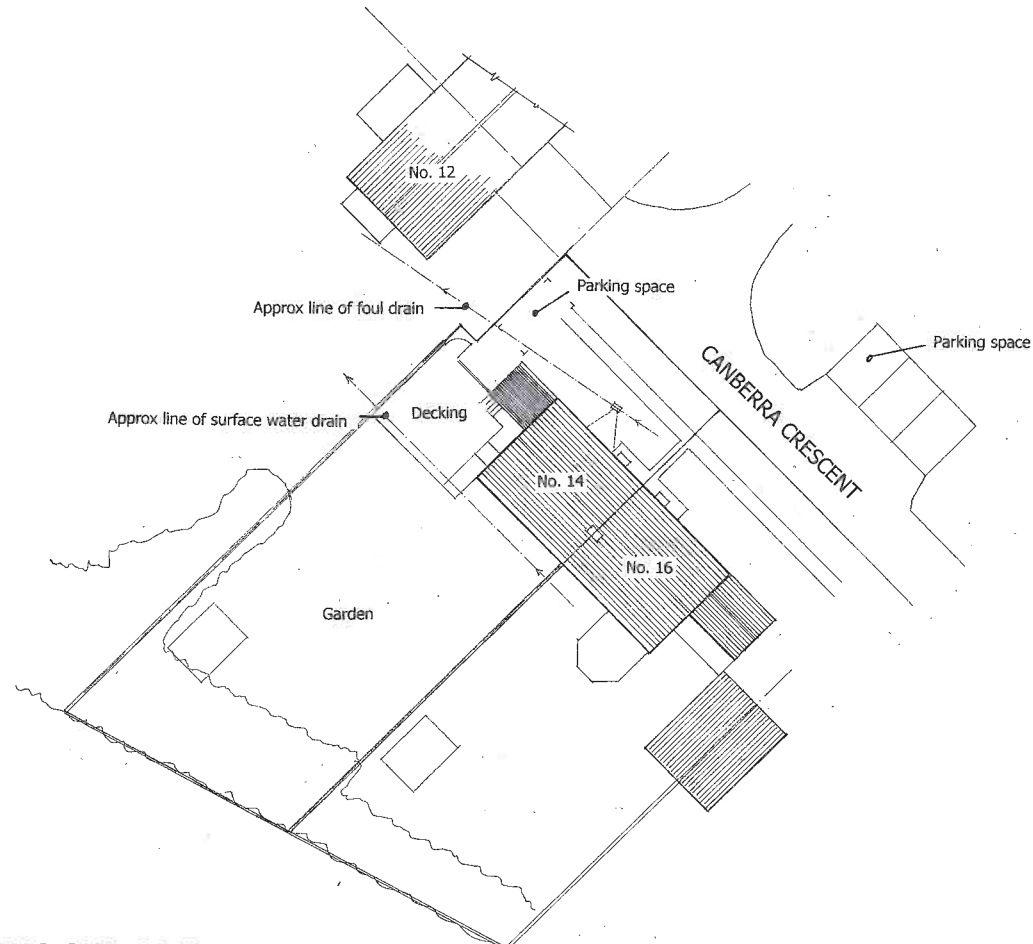 No. 12
Parking space
Approx line of foul drain
Parking space
CANBERRA CRESCENT
Approx line of surface water drain
Decking
No. 14
No. 16
Garden